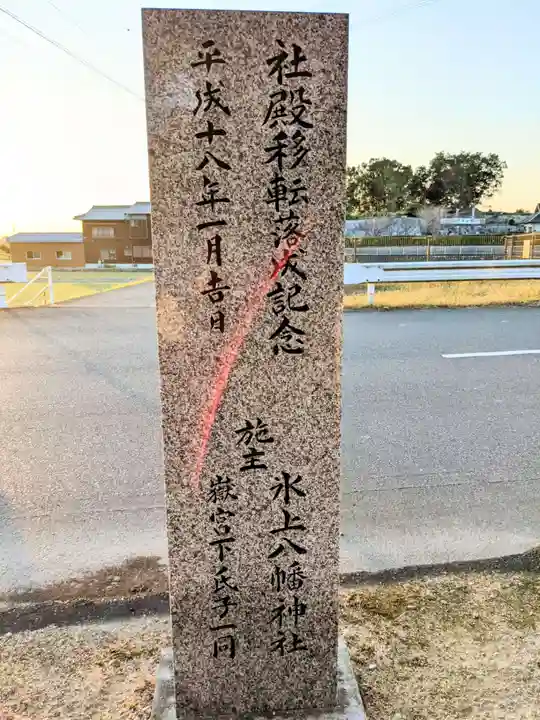 社殿移転落成記念
平成十八年一月吉日
施主
氷上八幡神社
嶽宮下氏子一同